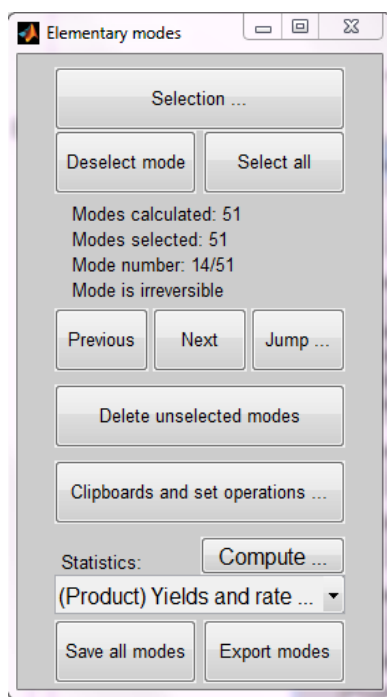 Elementary modes
Selection ...
Deselect mode
Select all
Modes calculated: 51
Modes selected: 51
Mode number: 14/51
Mode is irreversible
Previous
Next
Jump ...
Delete unselected modes
Clipboards and set operations ...
Statistics:
Compute ...
(Product) Yields and rate ...
Save all modes
Export modes